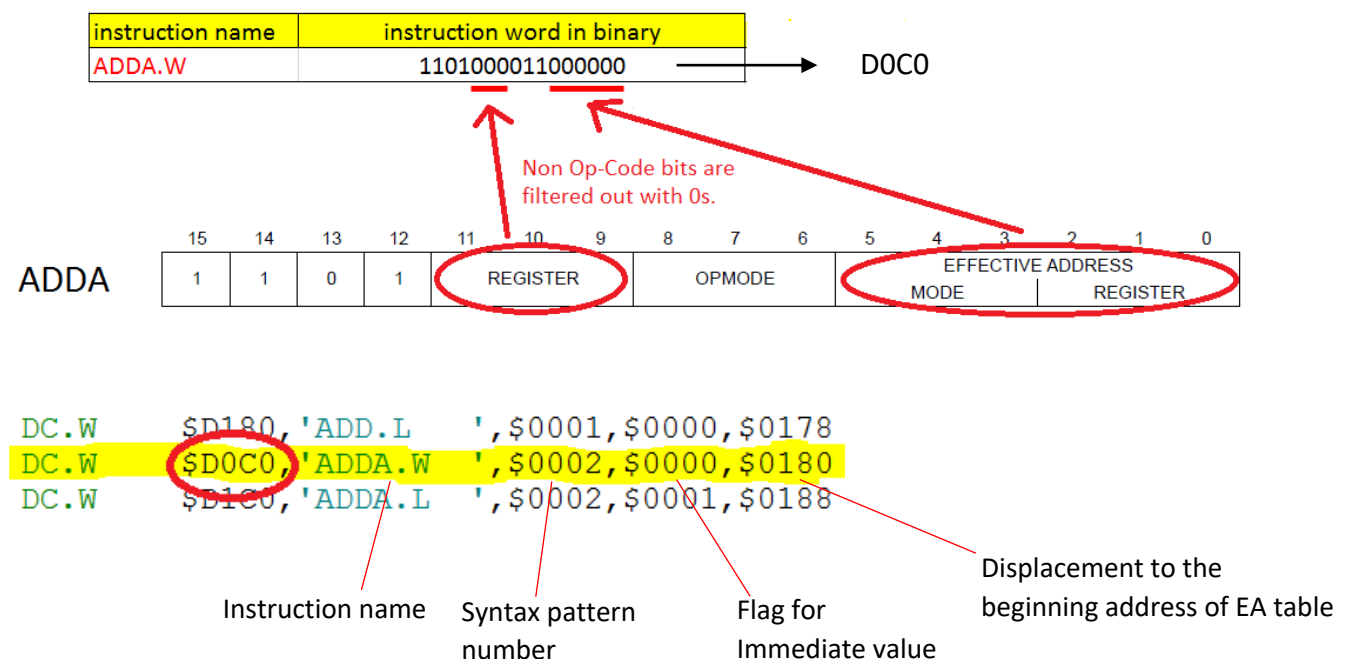 instruction name instruction word in binary
ADDA.W 1101000011000000 D0C0
Non Op-Code bits are
filtered out with 0s.
15 14 13 12 11 10 9 8 7 6 5 4 3 2 1 0
ADDA 1 1 0 1 REGISTER OPMODE EFFECTIVE ADDRESS
MODE REGISTER
DC.W $D180,'ADD.L ',$0001,$0000,$0178
DC.W $D0C0,'ADDA.W ',$0002,$0000,$0180
DC.W $D1C0,'ADDA.L ',$0002,$0001,$0188
Instruction name
Syntax pattern
number
Flag for
Immediate value
Displacement to the
beginning address of EA table